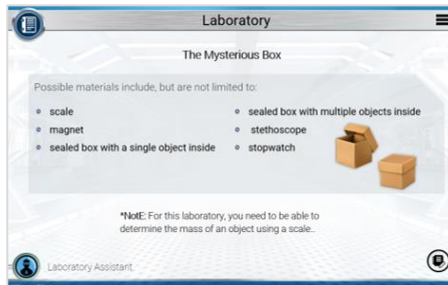 Laboratory
The Mysterious Box
Possible materials include, but are not limited to:
scale
magnet
sealed box with a single object inside
sealed box with multiple objects inside
stethoscope
stopwatch
*NotE: For this laboratory, you need to be able to
determine the mass of an object using a scale..
Laboratory Assistant